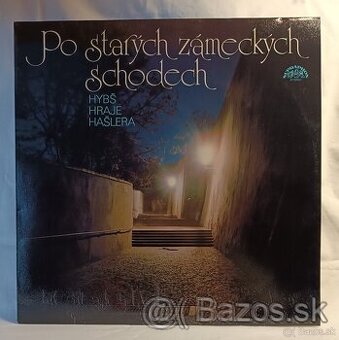 Po starých zámeckých
schodech
HYBŠ
HRAJE
HAŠLERA
Bazos.sk